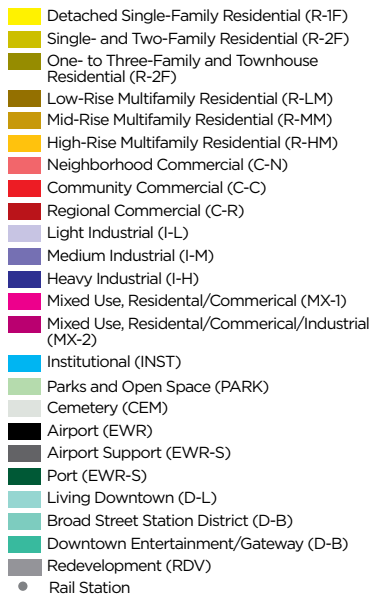 Detached Single-Family Residential (R-1F)
Single- and Two-Family Residential (R-2F)
One- to Three-Family and Townhouse
Residential (R-2F)
Low-Rise Multifamily Residential (R-LM)
Mid-Rise Multifamily Residential (R-MM)
High-Rise Multifamily Residential (R-HM)
Neighborhood Commercial (C-N)
Community Commercial (C-C)
Regional Commercial (C-R)
Light Industrial (I-L)
Medium Industrial (I-M)
Heavy Industrial (I-H)
Mixed Use, Residental/Commerical (MX-1)
Mixed Use, Residental/Commerical/Industrial
(MX-2)
Institutional (INST)
Parks and Open Space (PARK)
Cemetery (CEM)
Airport (EWR)
Airport Support (EWR-S)
Port (EWR-S)
Living Downtown (D-L)
Broad Street Station District (D-B)
Downtown Entertainment/Gateway (D-B)
Redevelopment (RDV)
Rail Station